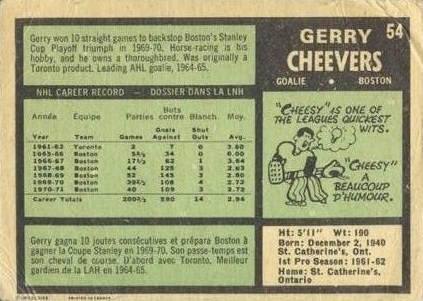 Gerry won 10 straight games to backstop Boston's Stanley
Cup Playoff triumph in 1969-70. Horse-racing is his
hobby, and he owns a thoroughbred. Was originally a
Toronto product. Leading AHL goalie, 1964-65.
54
GERRY
CHEEVERS
GOALIE • BOSTON
NHL CAREER RECORD — DOSSIER DANS LA LNH
Année Équipe Parties Buts contre Blanch. Moy.
Year Team Games Goals Against Shut Outs Avg.
1961-62 Toronto 2 7 0 3.50
1965-66 Boston 34 0 6.00
1966-67 Boston 62 1
1967-68 Boston 44 125 3 2.83
1968-69 Boston 52 145 3 2.80
1969-70 Boston 108 4 2.72
1970-71 Boston 40 109 3 2.72
Career Totals 590 14 2.94
"CHEESY" IS ONE OF
THE LEAGUES QUICKEST
WITS.
"CHEESY"
A
BEAUCOUP
D'HUMOUR.
Gerry gagna 10 joutes consécutives et prépara Boston à
gagner la Coupe Stanley en 1969-70. Son passe-temps est
son cheval de course. D'abord avec Toronto. Meilleur
gardien de la LAH en 1964-65.
Ht: 5'11" Wt: 190
Born: December 2, 1940
St. Catherine's, Ont.
1st Pro Season: 1961-62
Home: St. Catherine's,
Ontario
PRINTED IN CANADA